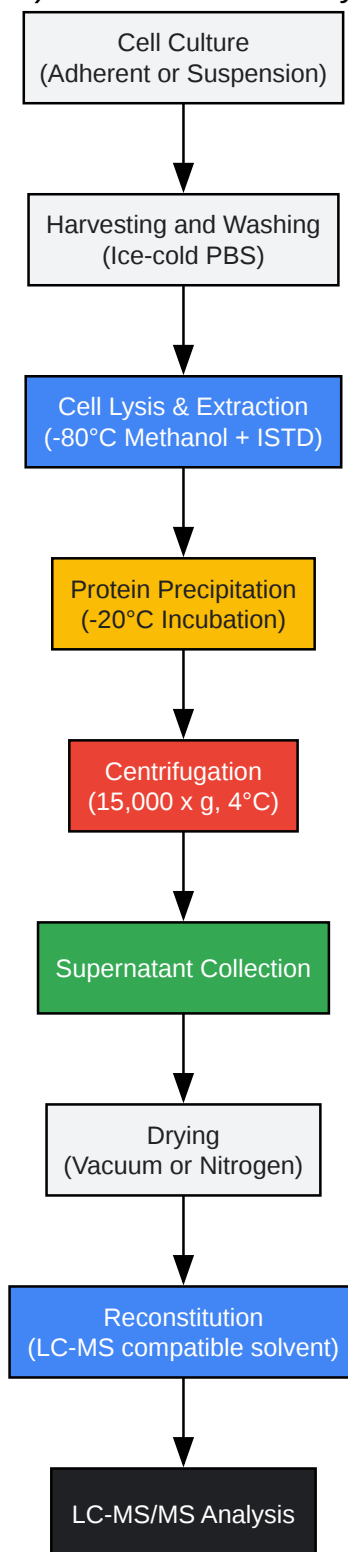 Cell Culture
(Adherent or Suspension)
Harvesting and Washing
(Ice-cold PBS)
Cell Lysis & Extraction
(-80°C Methanol + ISTD)
Protein Precipitation
(-20°C Incubation)
Centrifugation
(15,000 x g, 4°C)
Supernatant Collection
Drying
(Vacuum or Nitrogen)
Reconstitution
(LC-MS compatible solvent)
LC-MS/MS Analysis